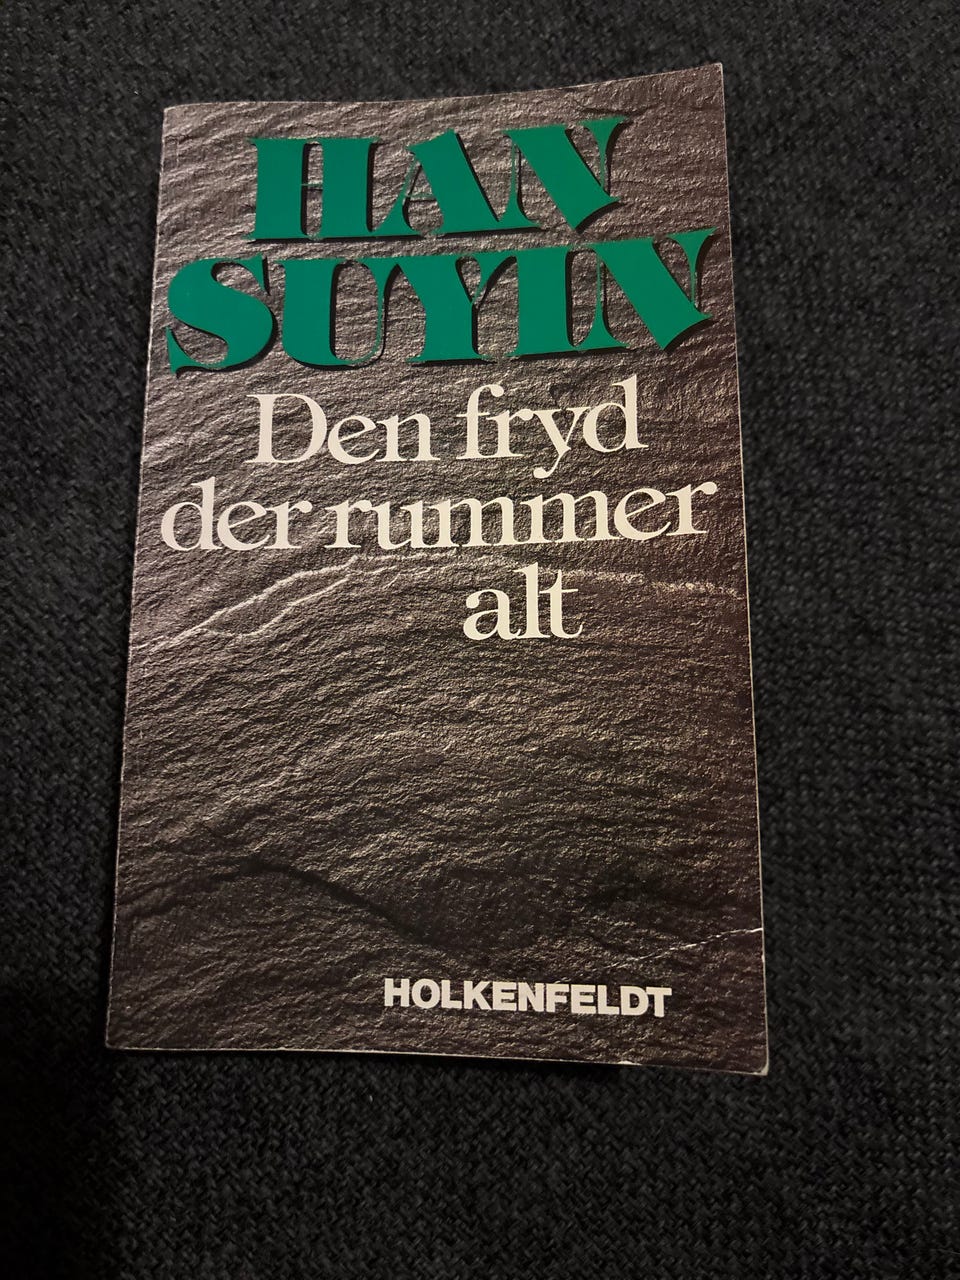 HAN
SUYIN
Den fryd
der rummer
alt
HOLKENFELDT